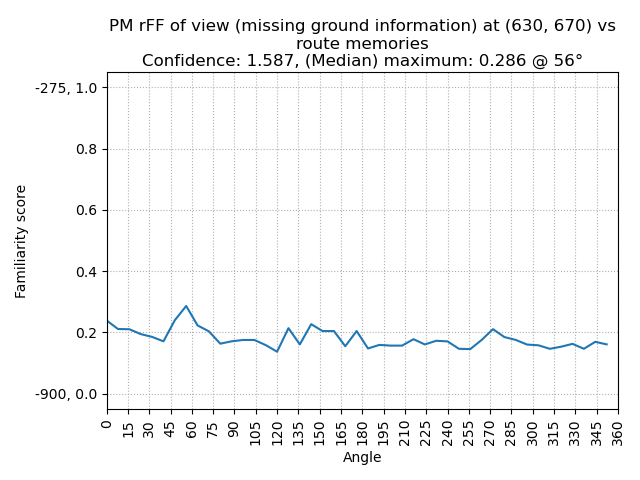 PM rFF of view (missing ground information) at (630, 670) vs
route memories
Confidence: 1.587, (Median) maximum: 0.286 @ 56°
-275, 1.0
0.8
0.6
0.4
0.2
-900, 0.0
Familiarity score
0 15 30 45 60 75 90 105 120 135 150 165 180 195 210 225 240 255 270 285 300 315 330 345 360
Angle